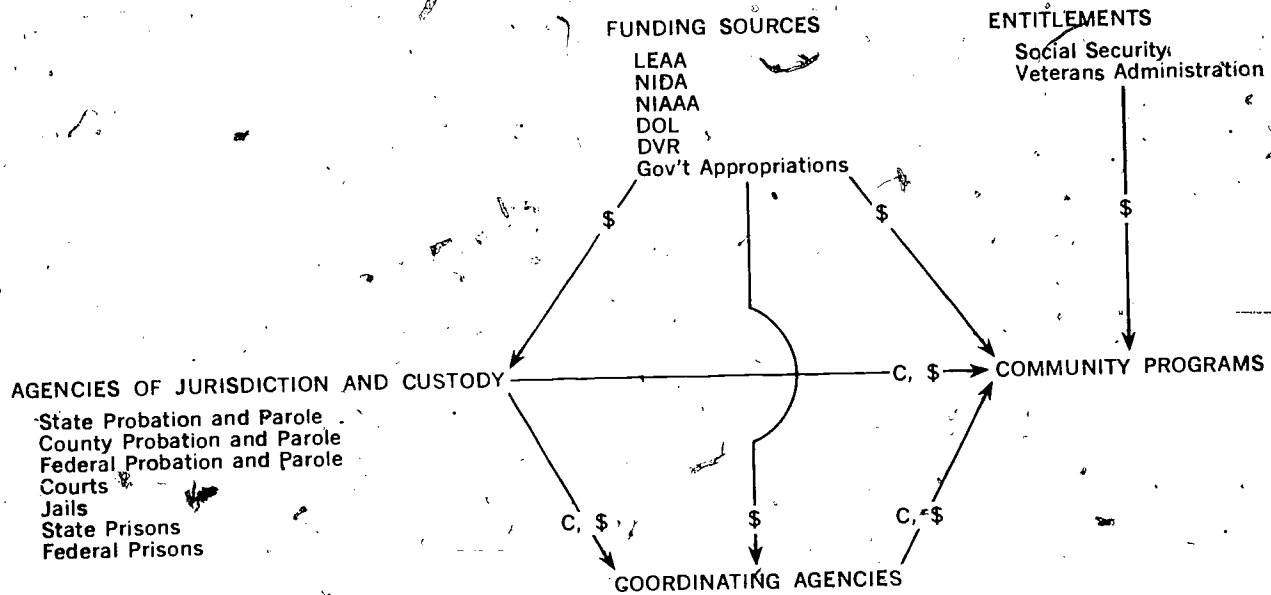 FUNDING SOURCES
LEAA
NIDA
NIAAA
DOL
DVR
Gov't Appropriations
ENTITLEMENTS
Social Security
Veterans Administration
$
$
$
AGENCIES OF JURISDICTION AND CUSTODY
State Probation and Parole
County Probation and Parole
Federal Probation and Parole
Courts
Jails
State Prisons
Federal Prisons
C, $
COMMUNITY PROGRAMS
C, $
$
C, $
COORDINATING AGENCIES